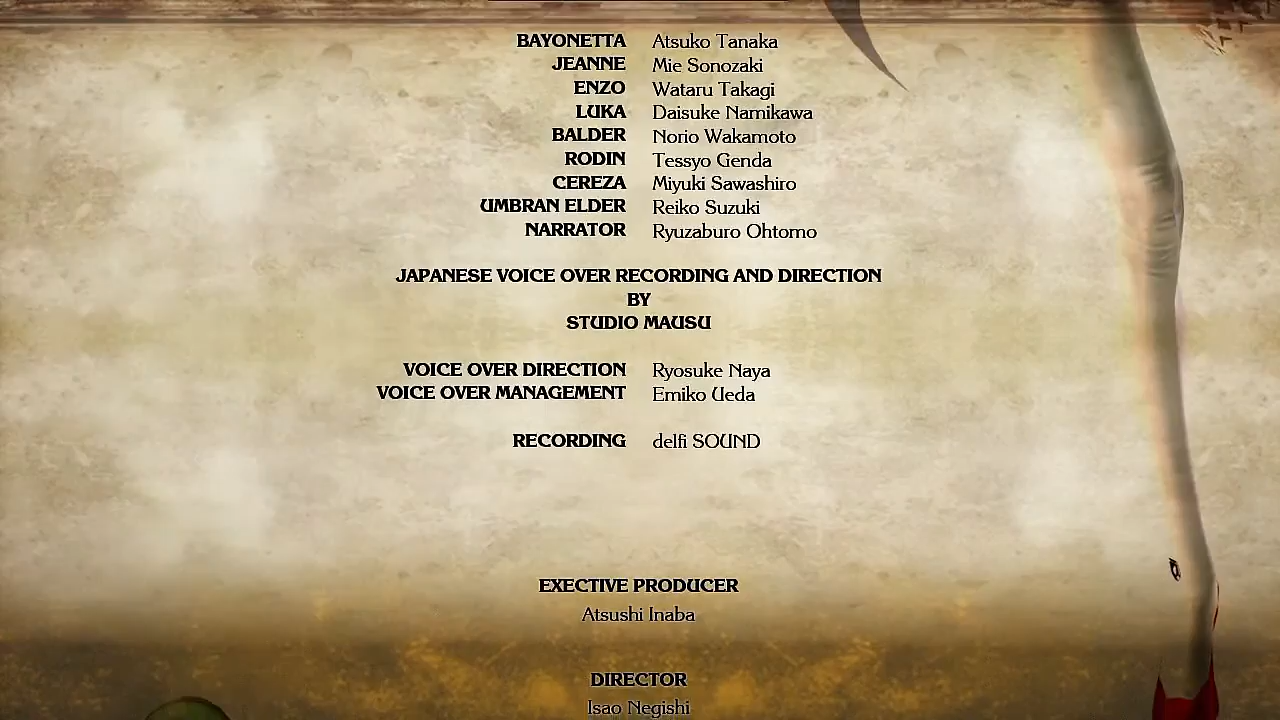 BAYONETTA Atsuko Tanaka
JEANNE Mie Sonozaki
ENZO Wataru Takagi
LUKA Daisuke Namikawa
BALDER Norio Wakamoto
RODIN Tessyo Genda
CEREZA Miyuki Sawashiro
UMBRAN ELDER Reiko Suzuki
NARRATOR Ryuzaburo Ohtomo
JAPANESE VOICE OVER RECORDING AND DIRECTION
BY
STUDIO MAUSU
VOICE OVER DIRECTION Ryosuke Naya
VOICE OVER MANAGEMENT Emiko Ueda
RECORDING delfi SOUND
EXECTIVE PRODUCER
Atsushi Inaba
DIRECTOR
Isao Negishi